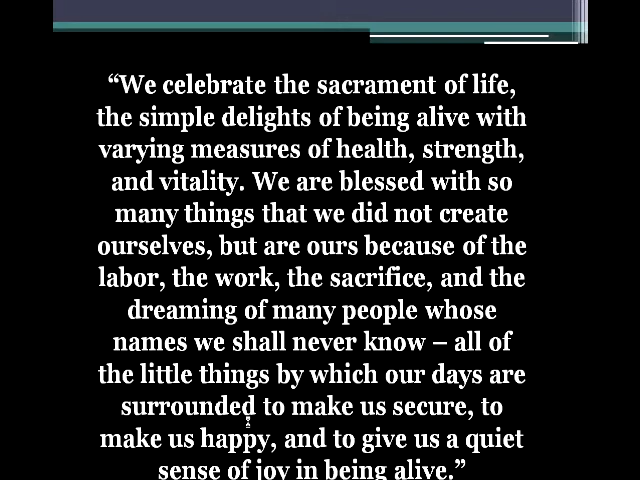 “We celebrate the sacrament of life,
the simple delights of being alive with
varying measures of health, strength,
and vitality. We are blessed with so
many things that we did not create
ourselves, but are ours because of the
labor, the work, the sacrifice, and the
dreaming of many people whose
names we shall never know – all of
the little things by which our days are
surrounded to make us secure, to
make us happy, and to give us a quiet
sense of joy in being alive.”